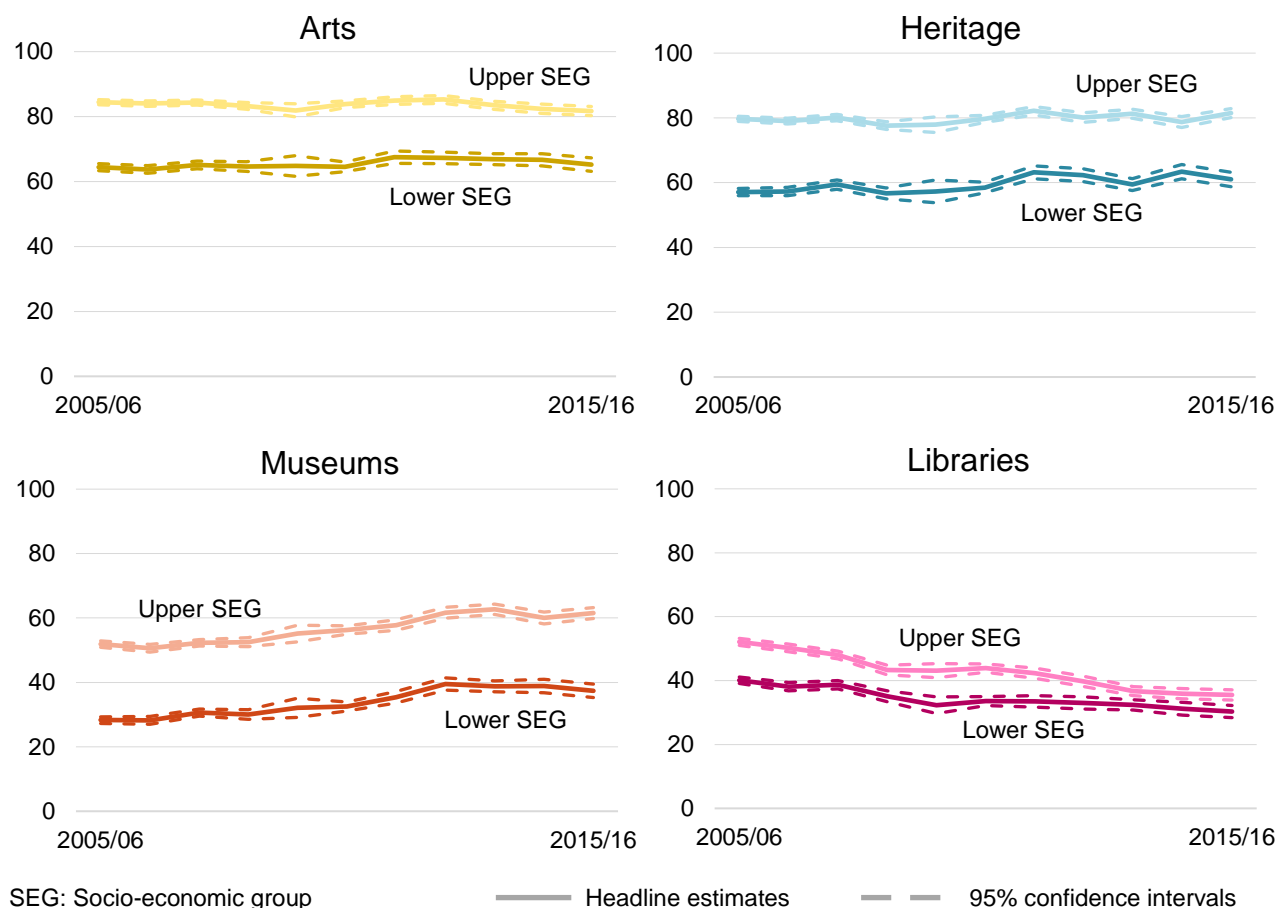 Arts
100
80
60
40
20
0
Upper SEG
Lower SEG
2005/06
2015/16
Heritage
100
80
60
40
20
0
Upper SEG
Lower SEG
2005/06
2015/16
Museums
100
80
60
40
20
0
Upper SEG
Lower SEG
2005/06
2015/16
Libraries
100
80
60
40
20
0
Upper SEG
Lower SEG
2005/06
2015/16
SEG: Socio-economic group
Headline estimates
95% confidence intervals